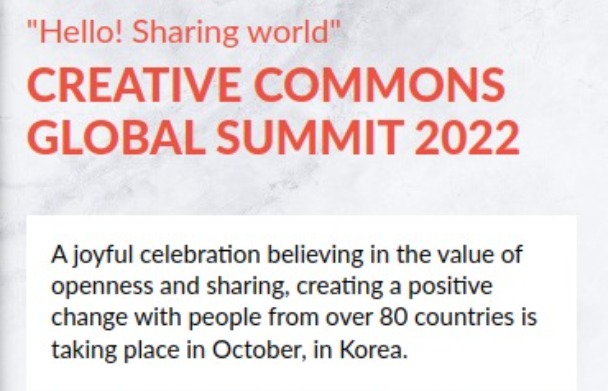 "Hello! Sharing world"
CREATIVE COMMONS
GLOBAL SUMMIT 2022
A joyful celebration believing in the value of
openness and sharing, creating a positive
change with people from over 80 countries is
taking place in October, in Korea.